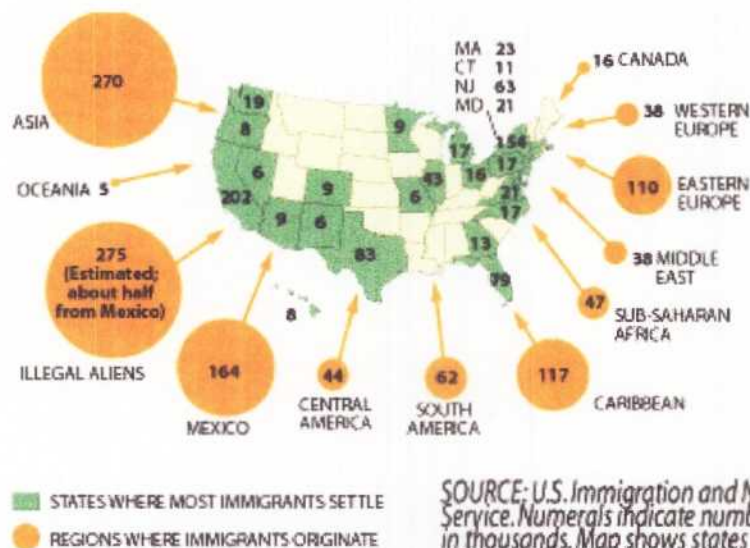 MA 23
CT 11
NJ 63
MD 21
16 CANADA
270
ASIA
19
8
9
154
38 WESTERN
EUROPE
17
17
16
OCEANIA 5
6
202
9
43
6
21
17
110
EASTERN
EUROPE
9
6
83
13
79
38 MIDDLE
EAST
275
(Estimated;
about half
from Mexico)
ILLEGAL ALIENS
8
47
SUB-SAHARAN
AFRICA
164
MEXICO
44
CENTRAL
AMERICA
62
SOUTH
AMERICA
117
CARIBBEAN
STATES WHERE MOST IMMIGRANTS SETTLE
REGIONS WHERE IMMIGRANTS ORIGINATE
SOURCE: U.S. Immigration and
Service. Numerals indicate
in thousands. Map shows states